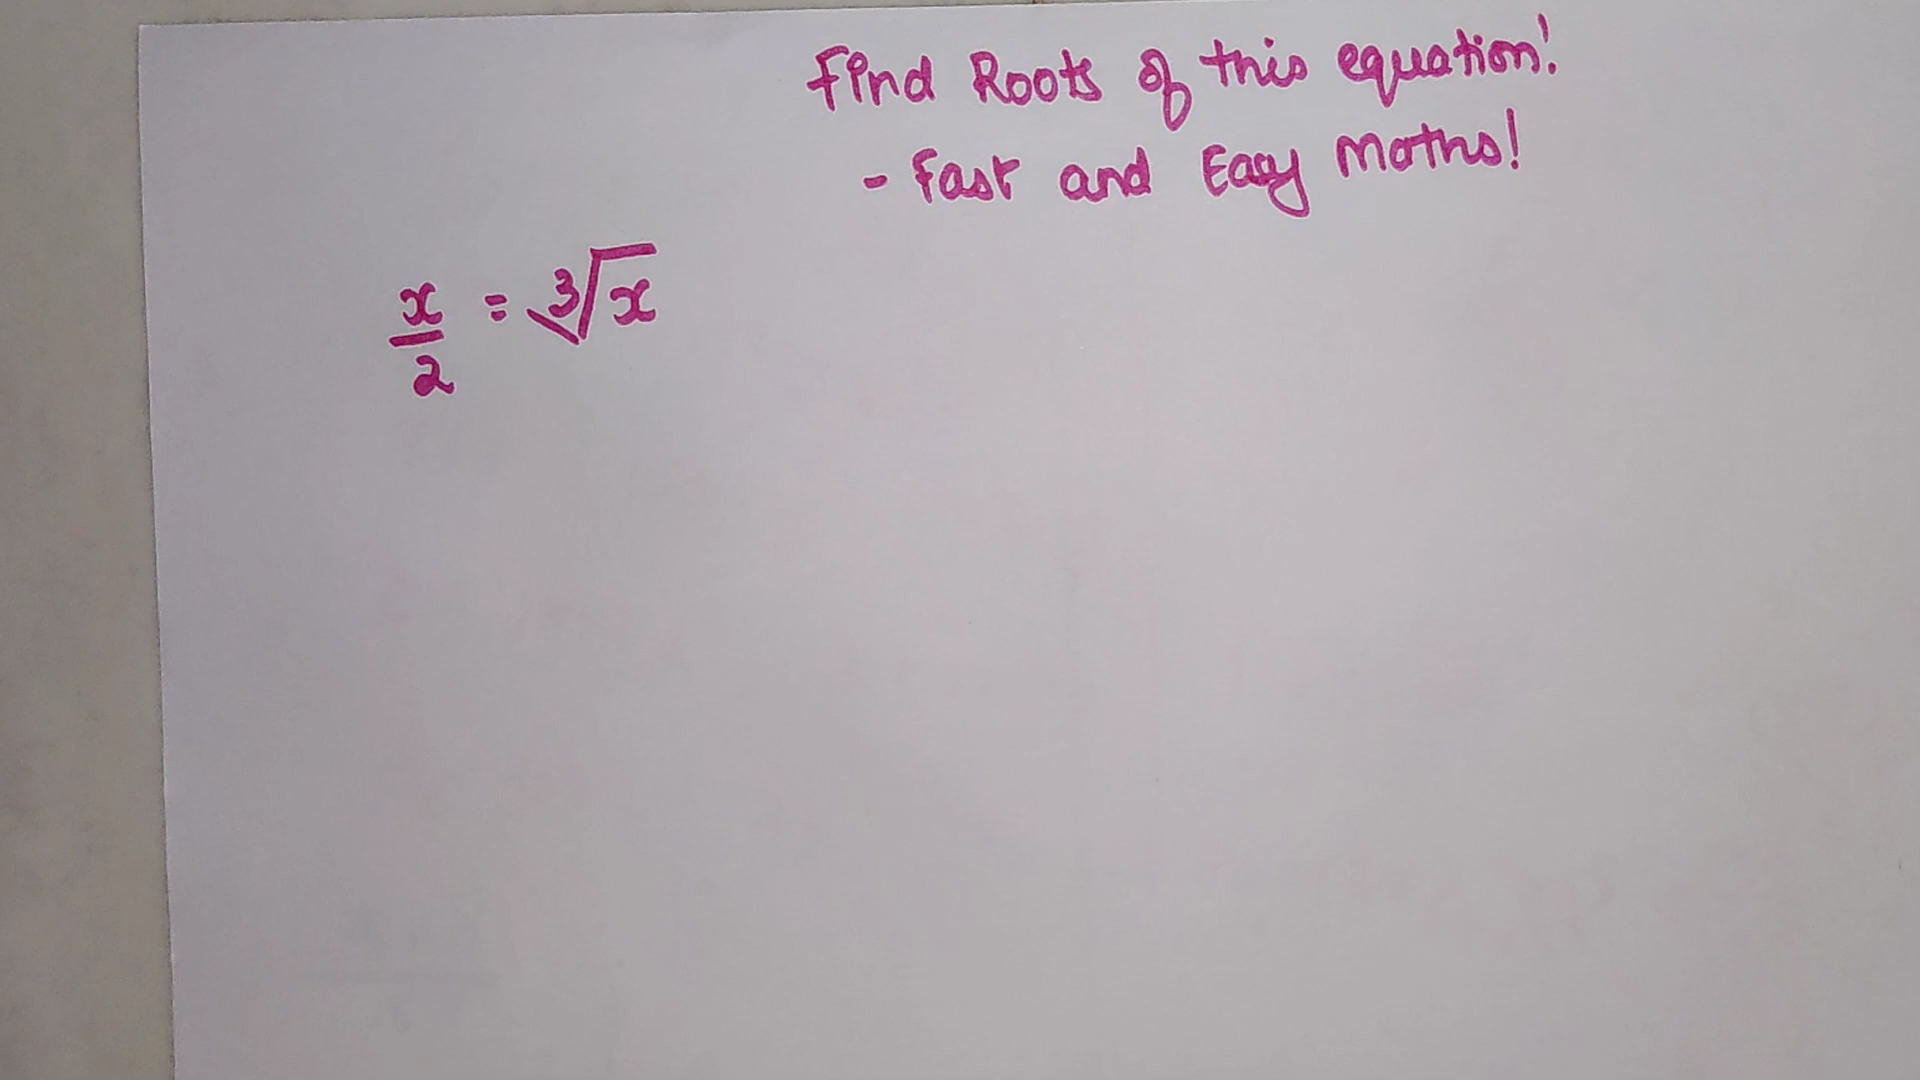 Find Roots of this equation!
- Fast and Easy Maths!
x/2 = ∛x